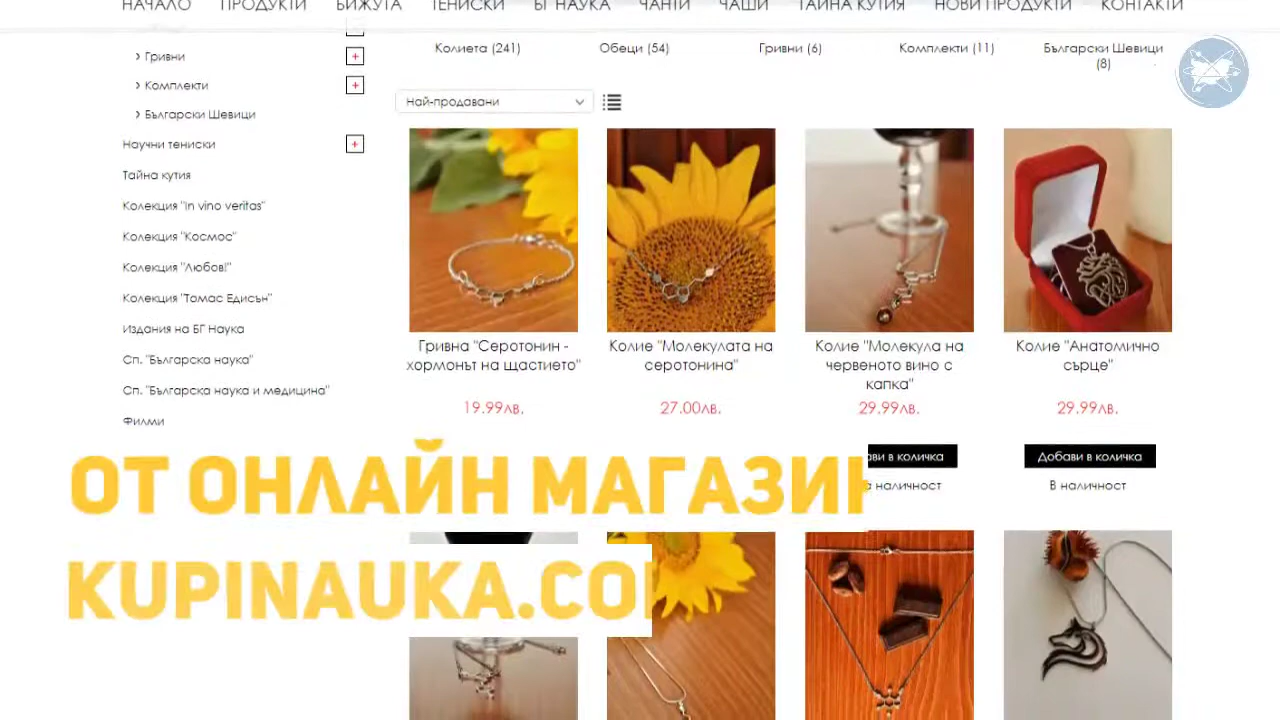 НАЧАЛО ПРОДУКТИ БИЖУТА ТЕНИСКИ БГ НАУКА ЧАНТИ ЧАШИ ТАЙНА КУТИЯ НОВИ ПРОДУКТИ КОНТАКТИ
Гривни
Комплекти
Български Шевици
Научни тениски
Тайна кутия
Колекция "In vino veritas"
Колекция "Космос"
Колекция "Любов!"
Колекция "Томас Едисън"
Издания на БГ Наука
Сп. "Българска наука"
Сп. "Българска наука и медицина"
Филми
Колиета (241) Обеци (54) Гривни (6) Комплекти (11) Български Шевици
(8)
Най-продавани
Гривна "Серотонин -
хормонът на щастието"
19.99лв.
Колие "Молекулата на
серотонина"
27.00лв.
Колие "Молекула на
червеното вино с
капка"
29.99лв.
ави в количка
наличност
Колие "Анатомично
сърце"
29.99лв.
Добави в количка
В наличност
ОТ ОНЛАЙН МАГАЗИН
KUPINAUKA.CO